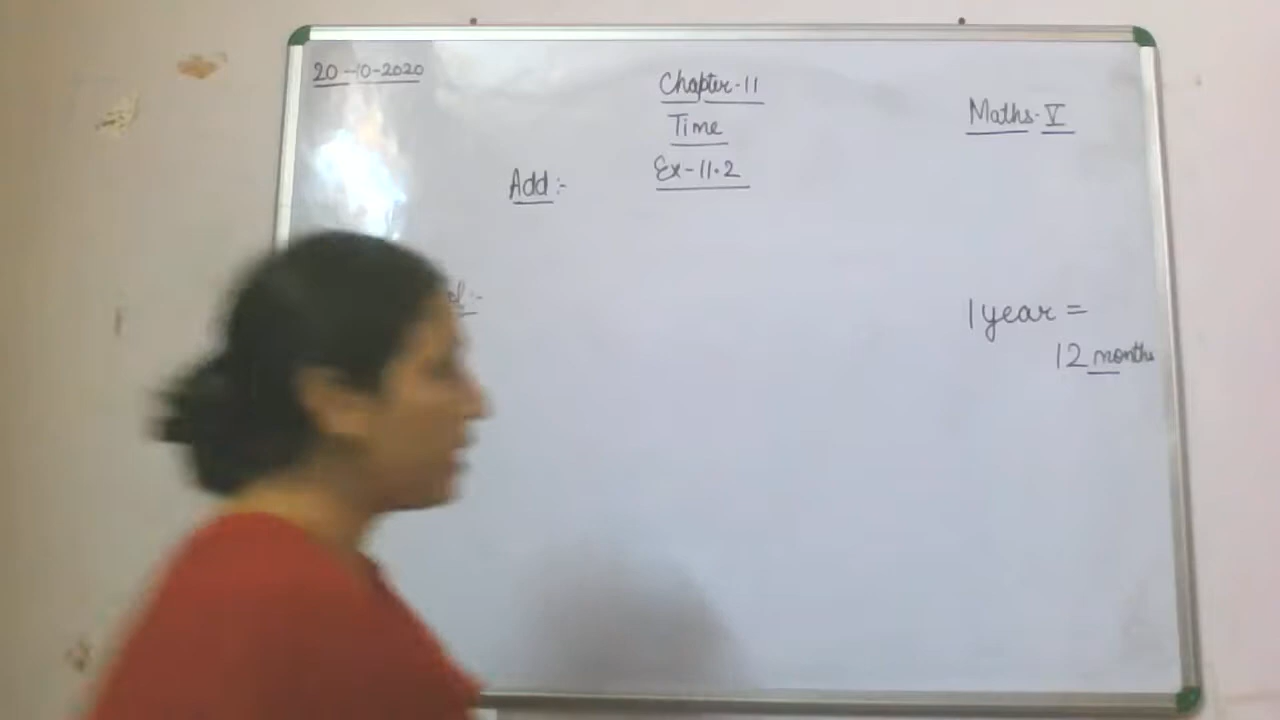 20-10-2020
Chapter-11
Maths-V
Time
Ex-11.2
Add:-
1 year =
12 months